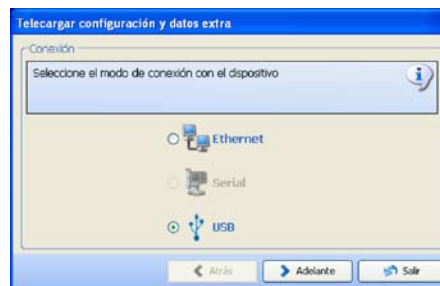 Telecargar configuración y datos extra
Conexión
Seleccione el modo de conexión con el dispositivo
Ethernet
Serial
USB
Atrás
Adelante
Salir